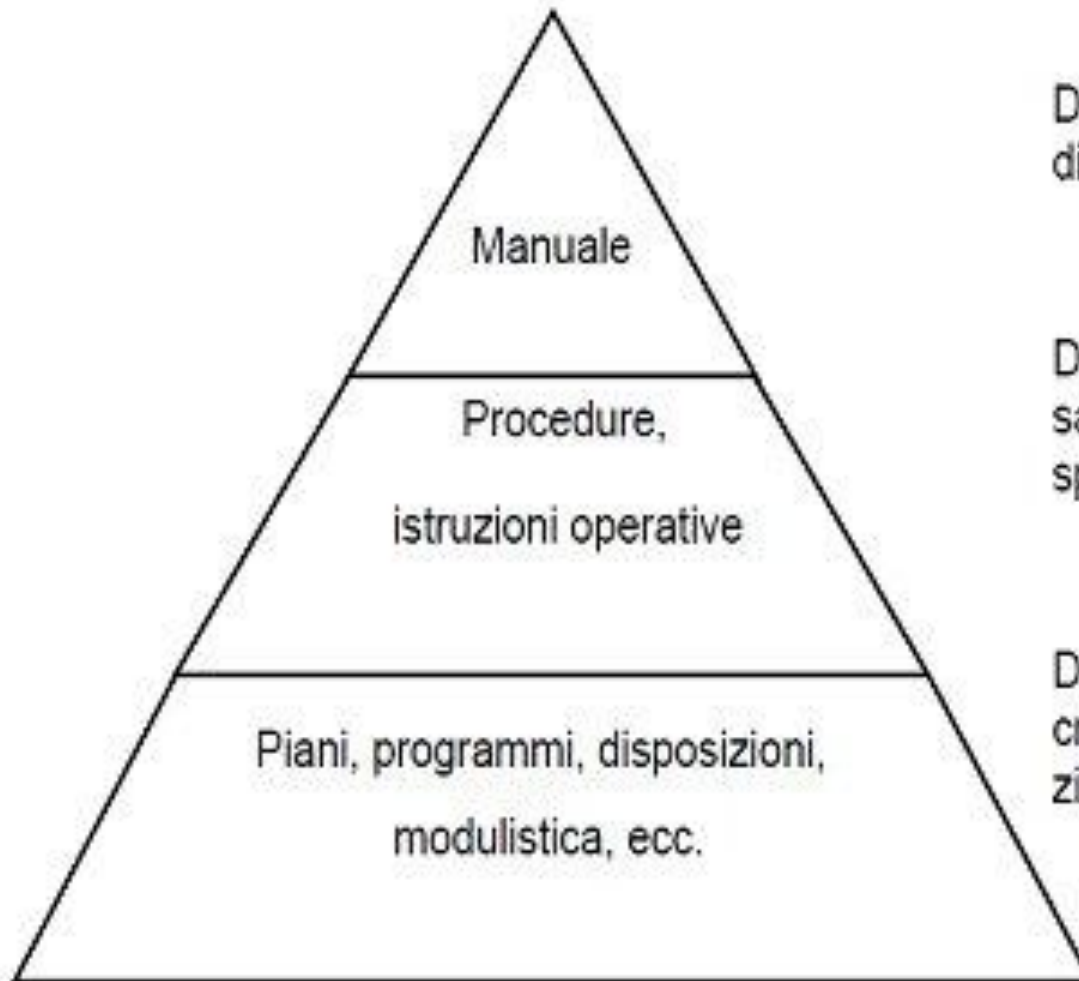 Manuale
Procedure,
istruzioni operative
Piani, programmi, disposizioni,
modulistica, ecc.